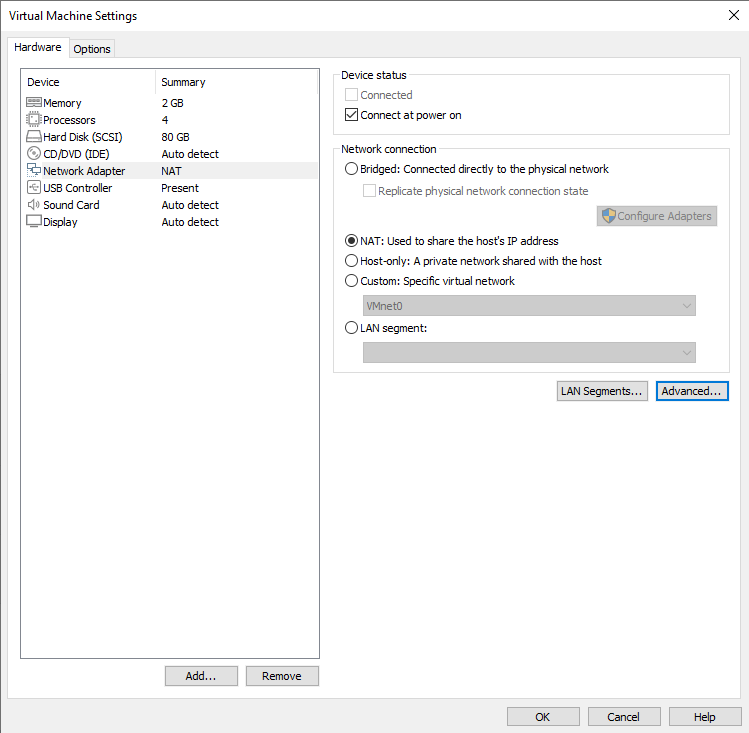 Virtual Machine Settings
Hardware
Options
Device Summary
Memory 2 GB
Processors 4
Hard Disk (SCSI) 80 GB
CD/DVD (IDE) Auto detect
Network Adapter NAT
USB Controller Present
Sound Card Auto detect
Display Auto detect
Add...
Remove
Device status
Connected
Connect at power on
Network connection
Bridged: Connected directly to the physical network
Replicate physical network connection state
Configure Adapters
NAT: Used to share the host's IP address
Host-only: A private network shared with the host
Custom: Specific virtual network
VMnet0
LAN segment:
LAN Segments...
Advanced...
OK
Cancel
Help